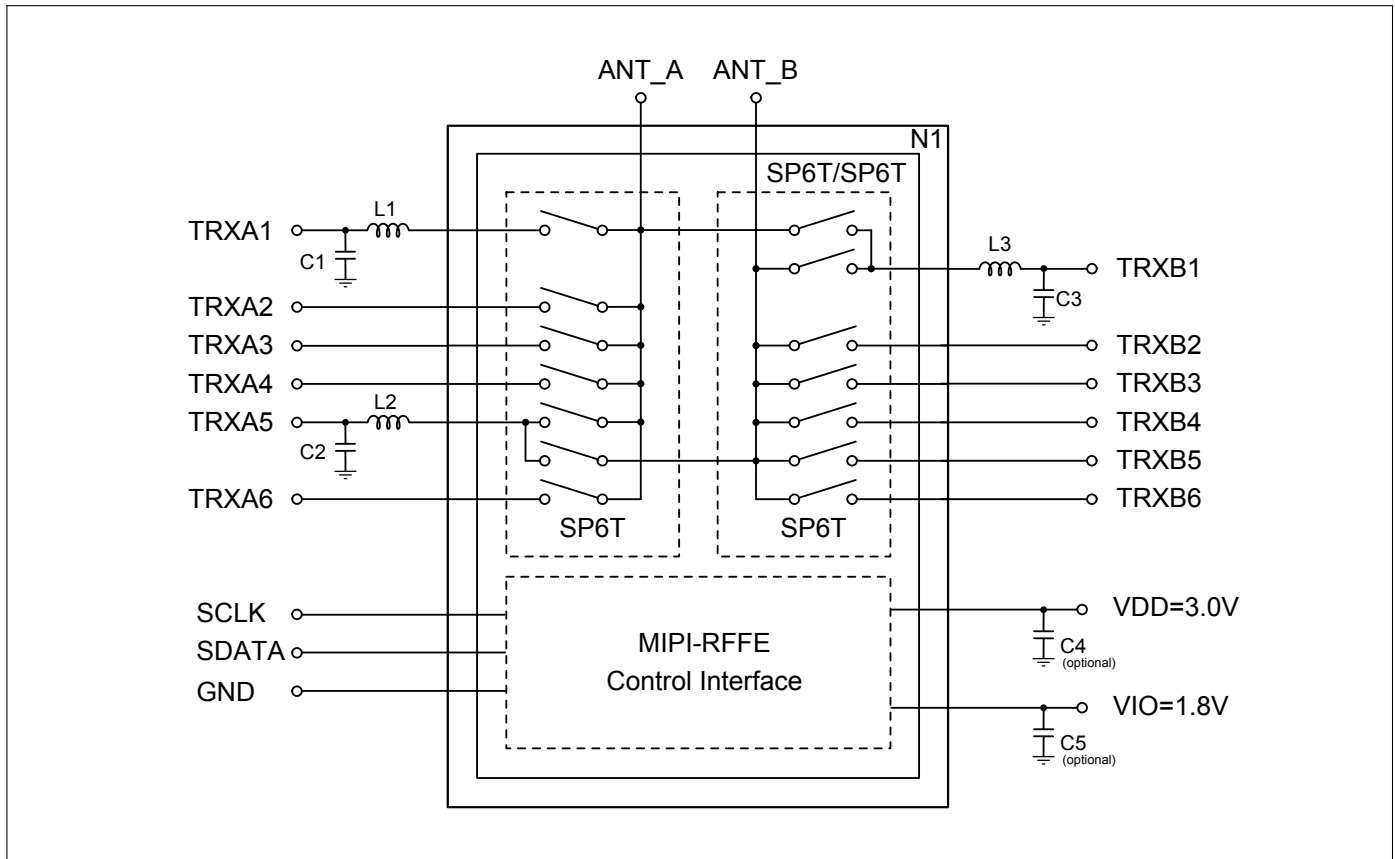 ANT_A
ANT_B
N1
SP6T/SP6T
TRXA1
L1
C1
TRXA2
TRXA3
TRXA4
TRXA5
L2
C2
TRXA6
SP6T
SP6T
L3
TRXB1
C3
TRXB2
TRXB3
TRXB4
TRXB5
TRXB6
SCLK
SDATA
GND
MIPI-RFFE
Control Interface
VDD=3.0V
C4
(optional)
VIO=1.8V
C5
(optional)